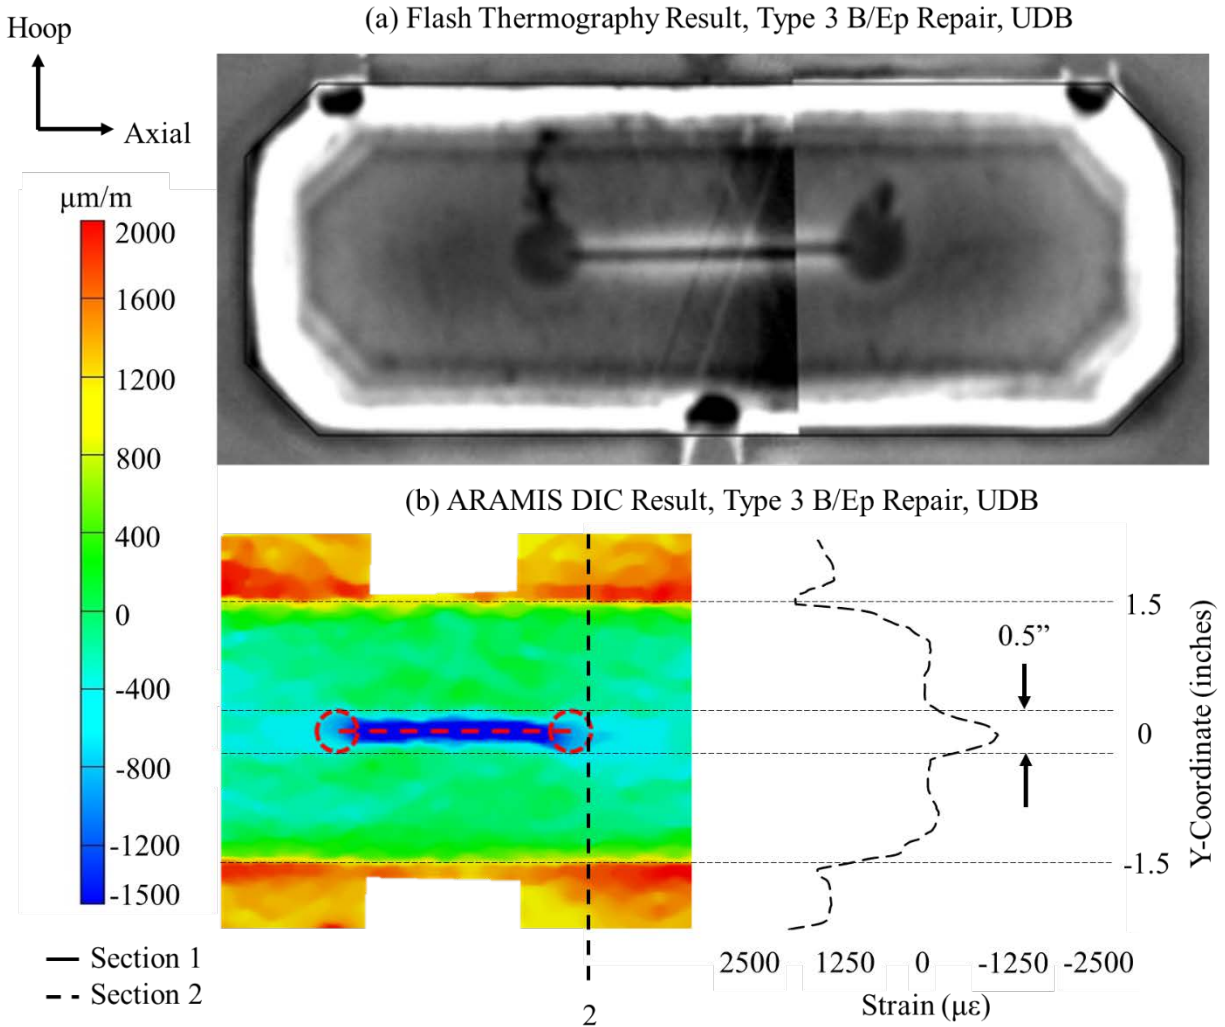 (a) Flash Thermography Result, Type 3 B/Ep Repair, UDB
Hoop
Axial
µm/m
2000
1600
1200
800
400
0
-400
-800
-1200
-1500
(b) ARAMIS DIC Result, Type 3 B/Ep Repair, UDB
1.5
0.5”
0
-1.5
Y-Coordinate (inches)
2500 1250 0 -1250 -2500
Strain (µε)
Section 1
Section 2
2